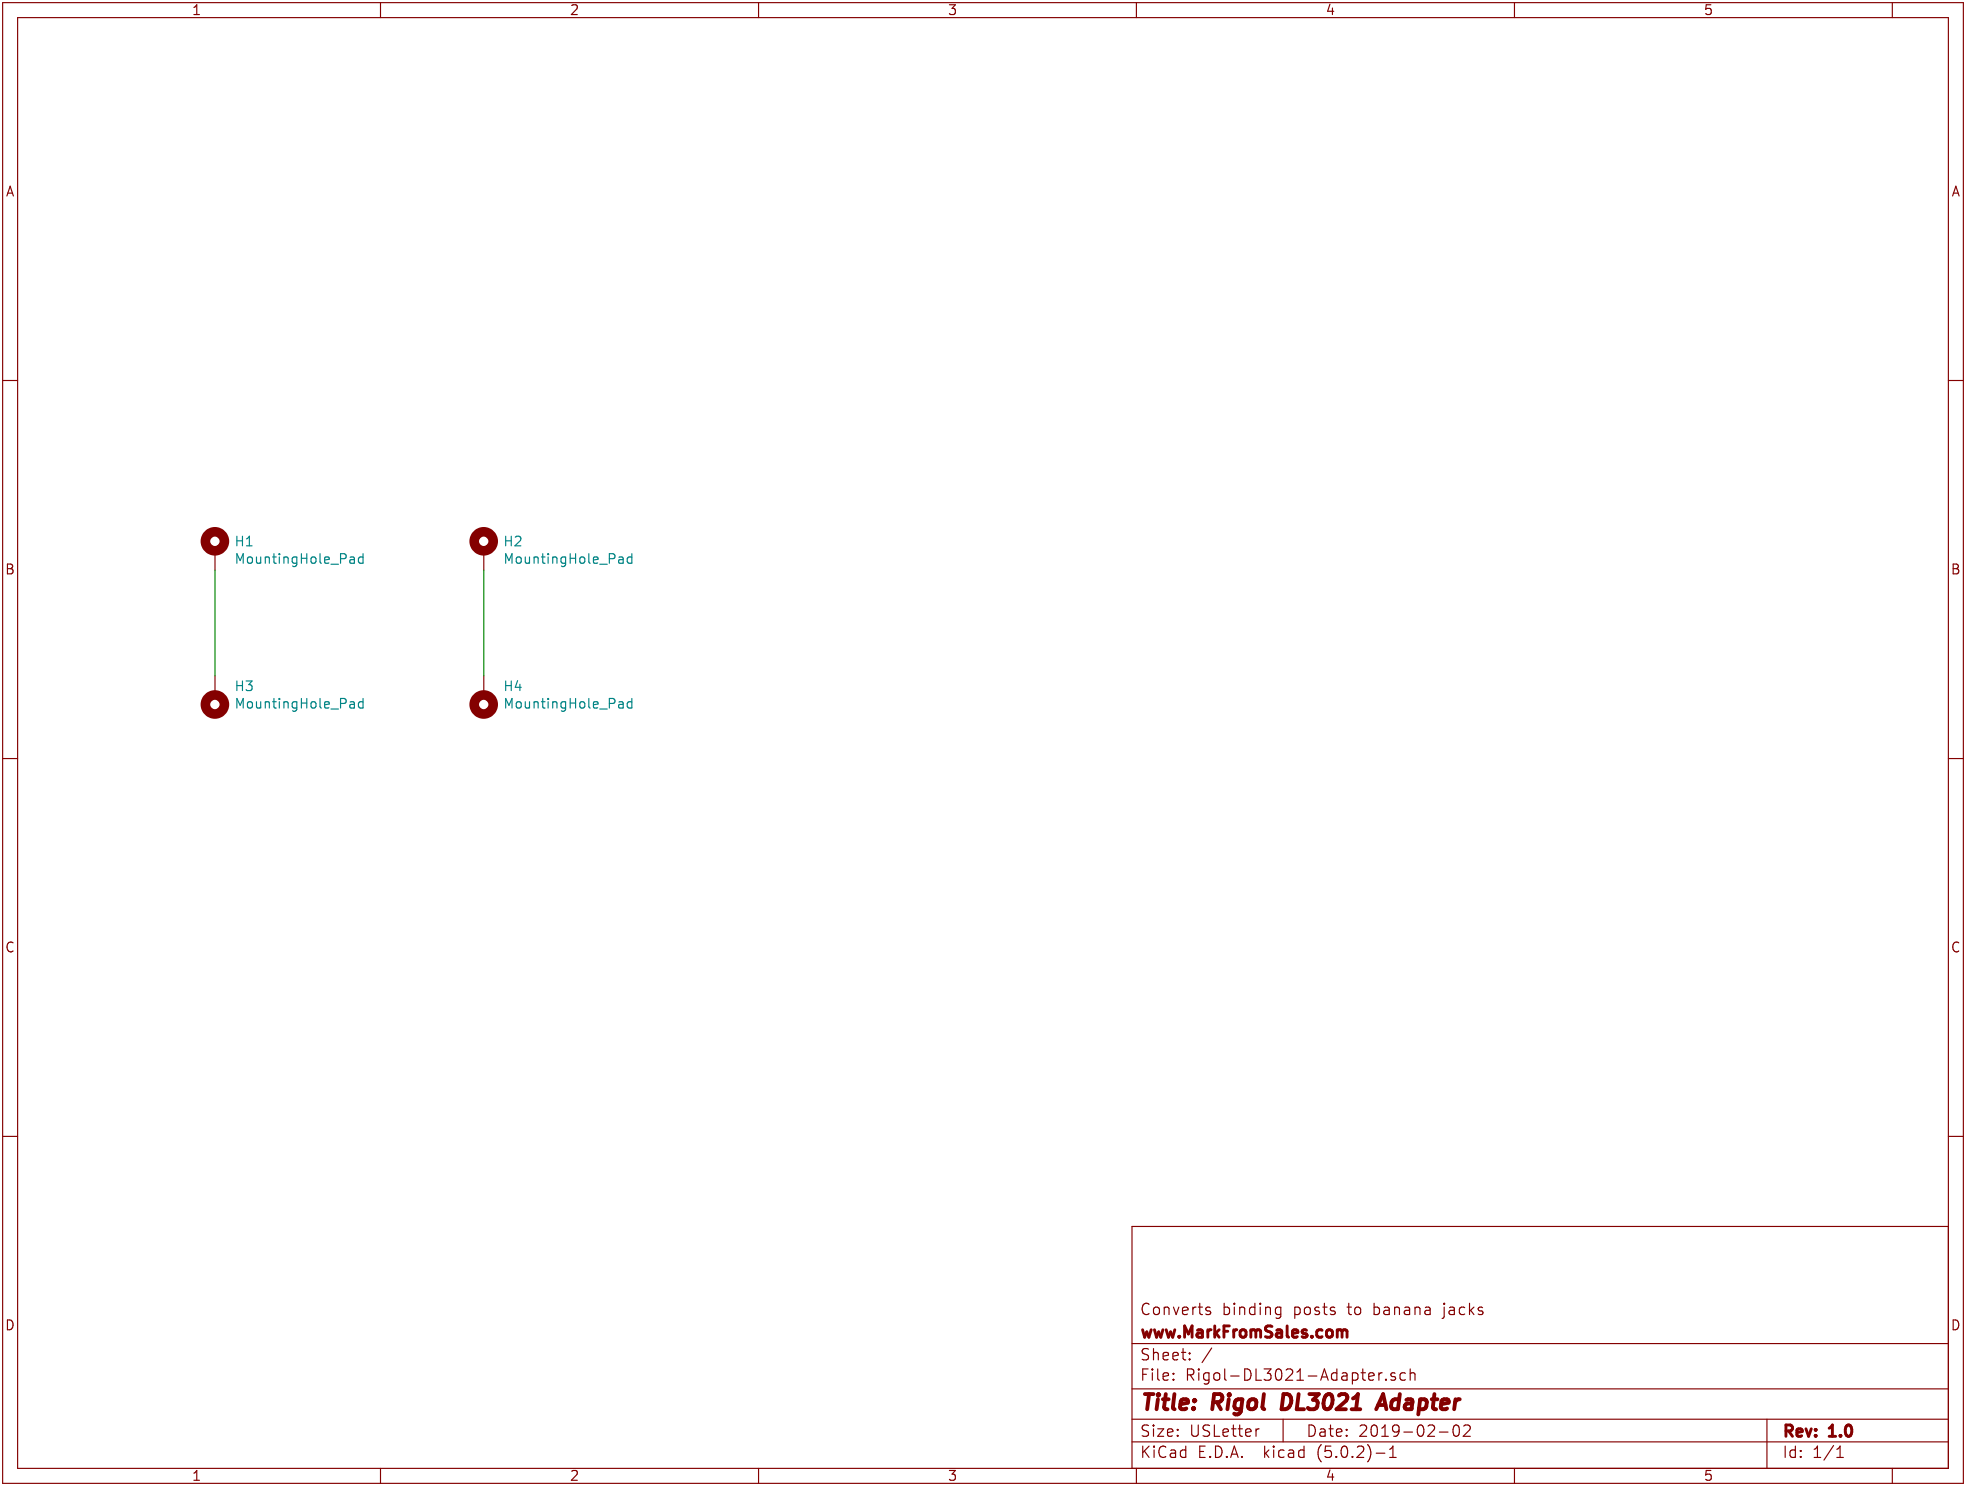 1 2 3 4 5
A A
H1 H2
MountingHole_Pad MountingHole_Pad
B B
H3 H4
MountingHole_Pad MountingHole_Pad
C C
Converts binding posts to banana jacks
D D
www.MarkFromSales.com
Sheet: /
File: Rigol-DL3021-Adapter.sch
Title: Rigol DL3021 Adapter
Size: USLetter Date: 2019-02-02 Rev: 1.0
KiCad E.D.A. kicad (5.0.2)-1 Id: 1/1
1 2 3 4 5